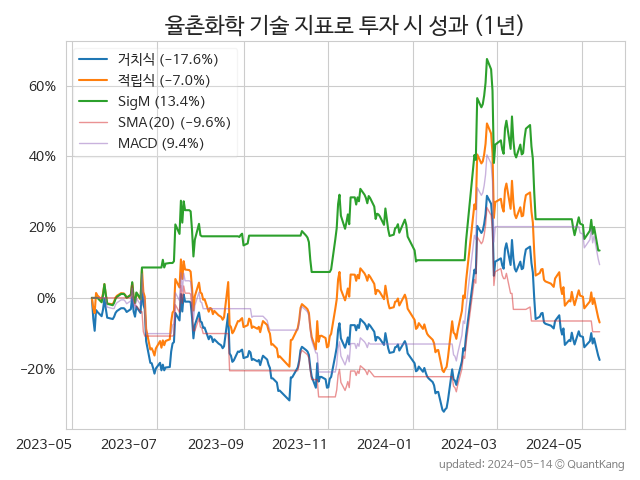 율촌화학 기술 지표로 투자 시 성과 (1년)
거치식 (−17.6%)
적립식 (−7.0%)
SigM (13.4%)
SMA(20) (−9.6%)
MACD (9.4%)
60%
40%
20%
0%
−20%
2023-05 2023-07 2023-09 2023-11 2024-01 2024-03 2024-05
updated: 2024-05-14 © QuantKang